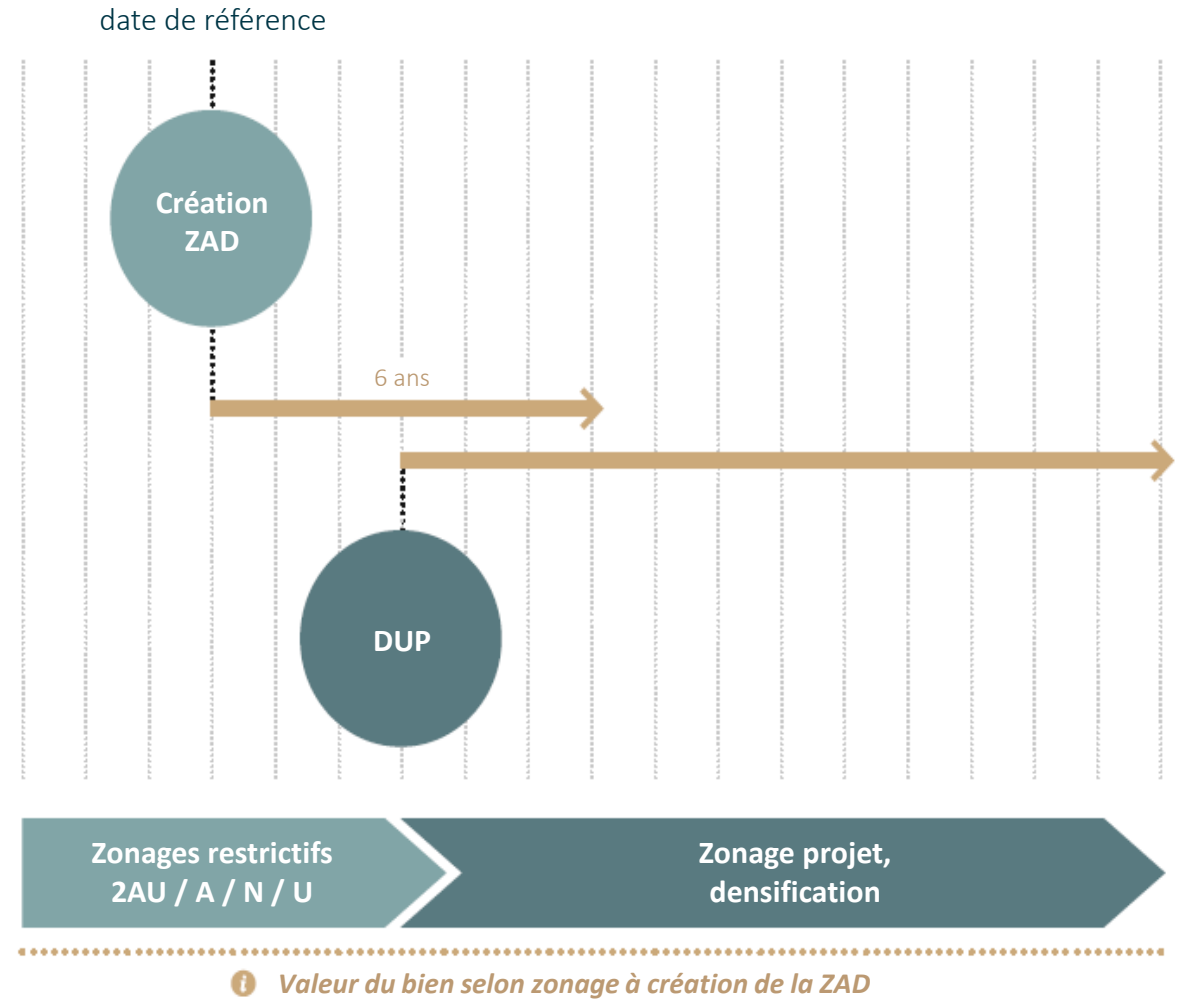 date de référence
Création
ZAD
6 ans
DUP
Zonages restrictifs
2AU / A / N / U
Zonage projet,
densification
i Valeur du bien selon zonage à création de la ZAD